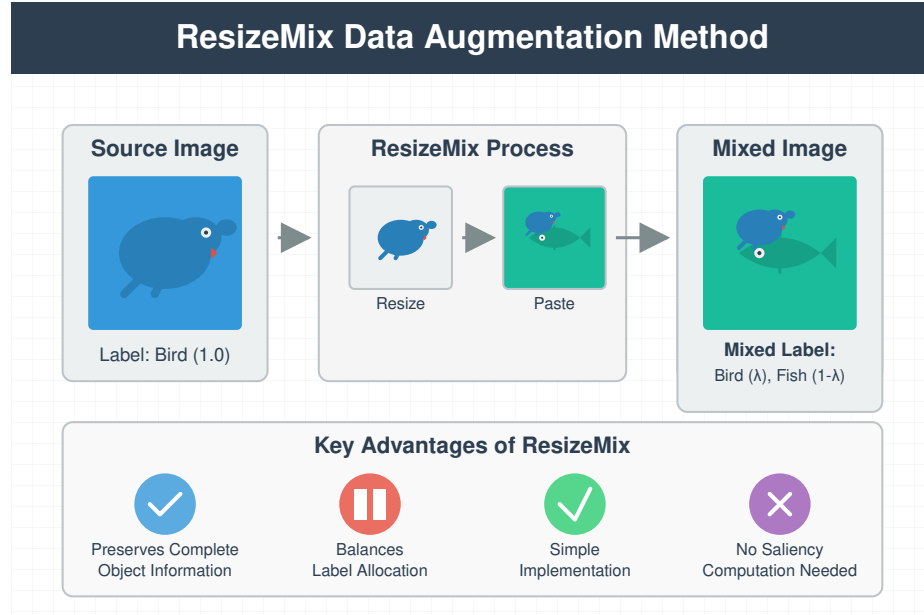 ResizeMix Data Augmentation Method
Source Image
Label: Bird (1.0)
ResizeMix Process
Resize
Paste
Mixed Image
Mixed Label:
Bird (λ), Fish (1-λ)
Key Advantages of ResizeMix
Preserves Complete
Object Information
Balances
Label Allocation
Simple
Implementation
No Saliency
Computation Needed